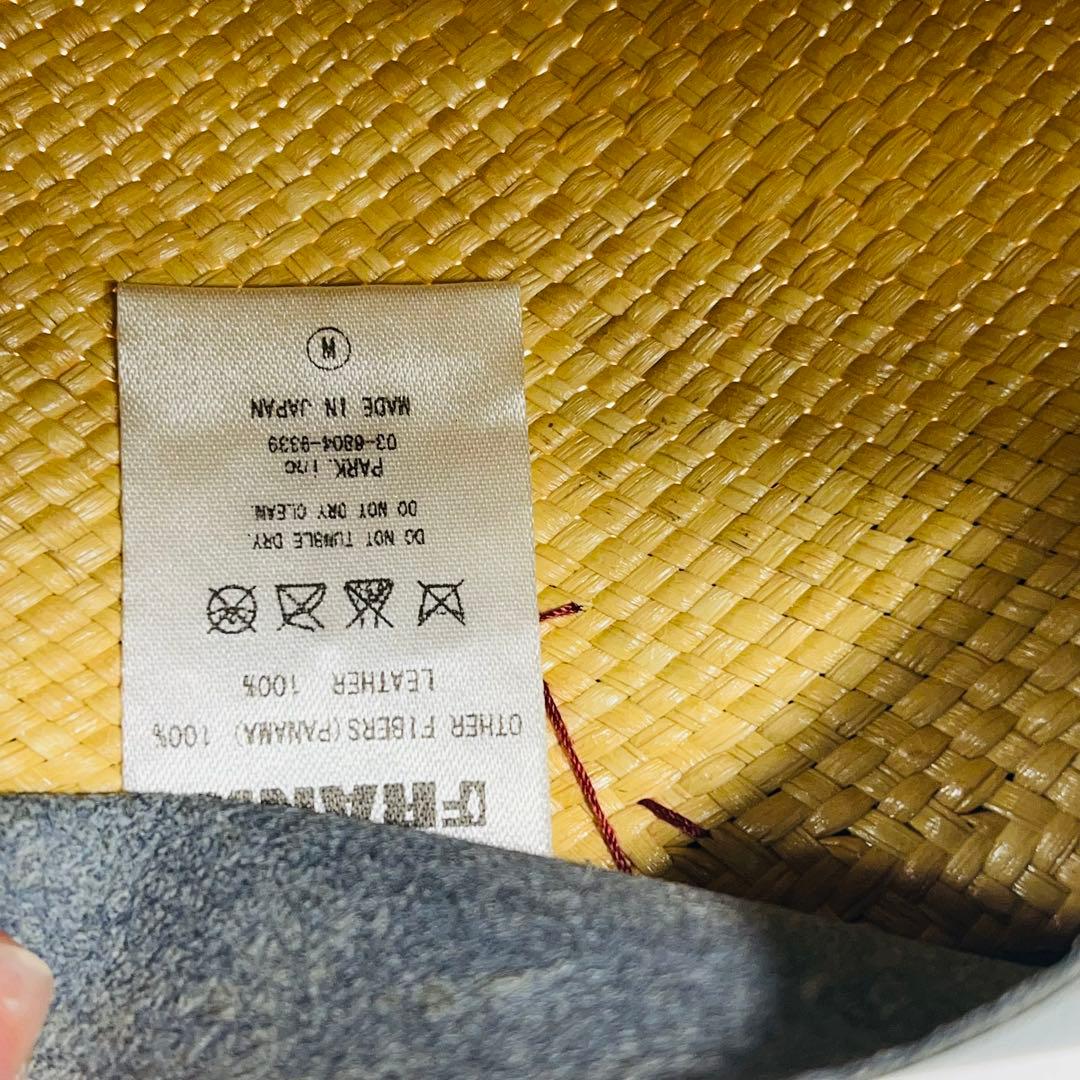 OTHER FIBERS(PANAMA) 100%
LEATHER 100%
DO NOT TUMBLE DRY.
DO NOT DRY CLEAN.
PARK. i/nc
03-6804-9339
MADE IN JAPAN